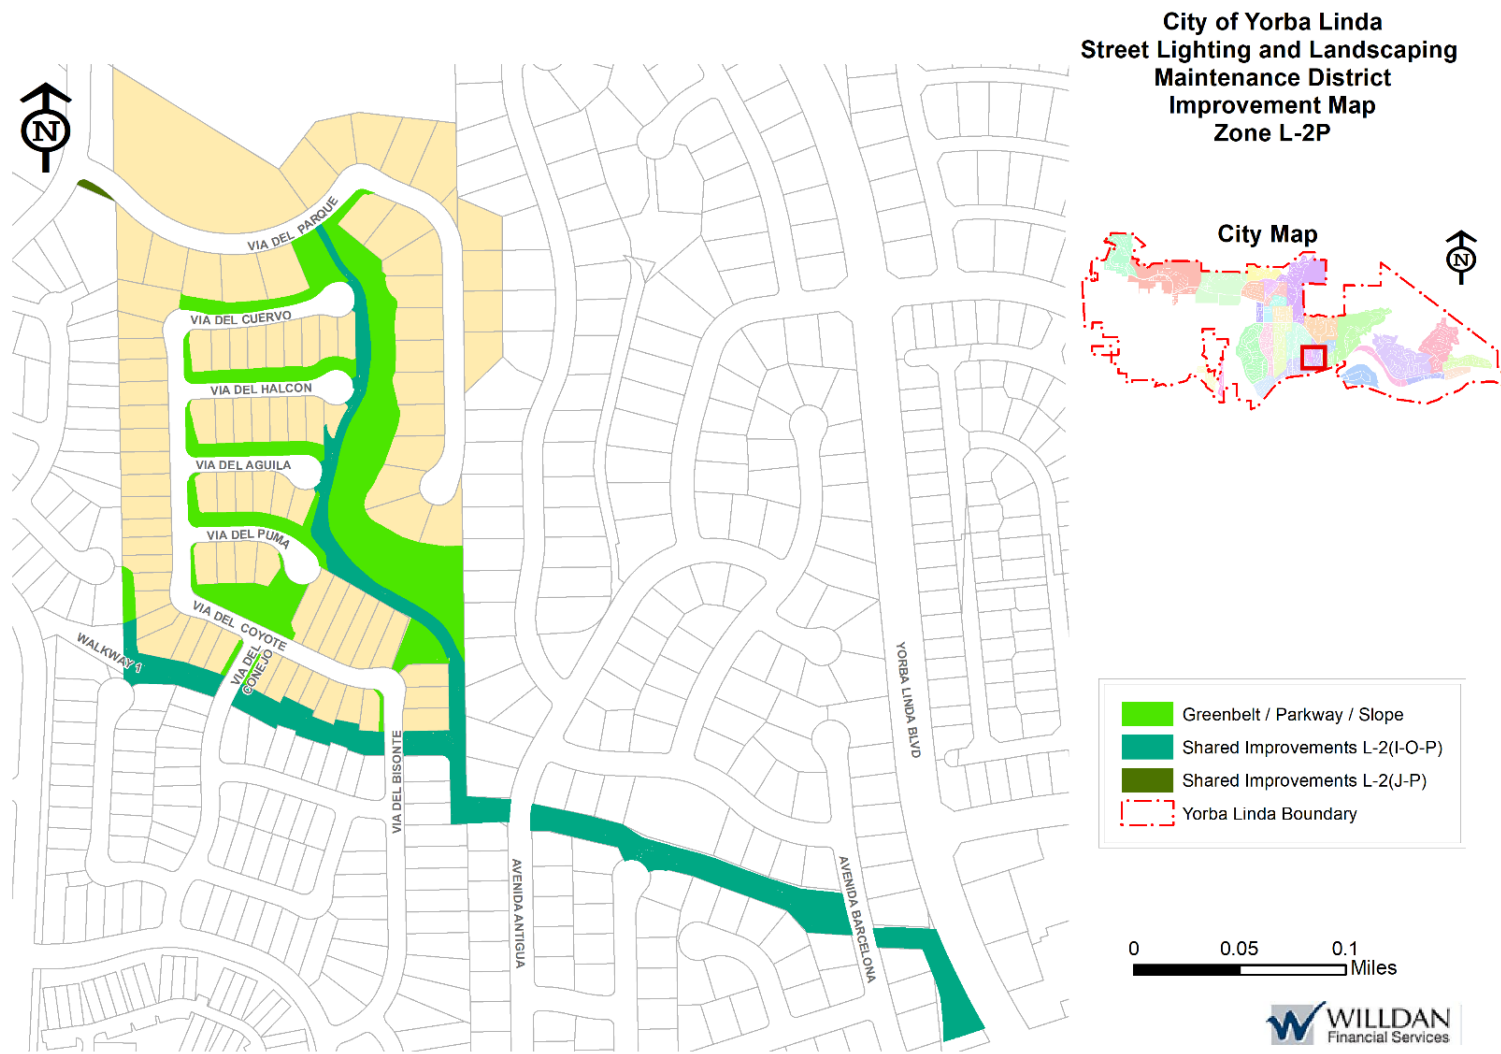 City of Yorba Linda
Street Lighting and Landscaping
Maintenance District
Improvement Map
Zone L-2P
N
City Map
N
VIA DEL PARQUE
VIA DEL CUERVO
VIA DEL HALCON
VIA DEL AGUILA
VIA DEL PUMA
VIA DEL COYOTE
WALKWAY 1
VIA DEL
CONEJO
VIA DEL BISONTE
AVENIDA ANTIGUA
AVENIDA BARCELONA
YORBA LINDA BLVD
Greenbelt / Parkway / Slope
Shared Improvements L-2(I-O-P)
Shared Improvements L-2(J-P)
Yorba Linda Boundary
0 0.05 0.1
Miles
WILLDAN
Financial Services